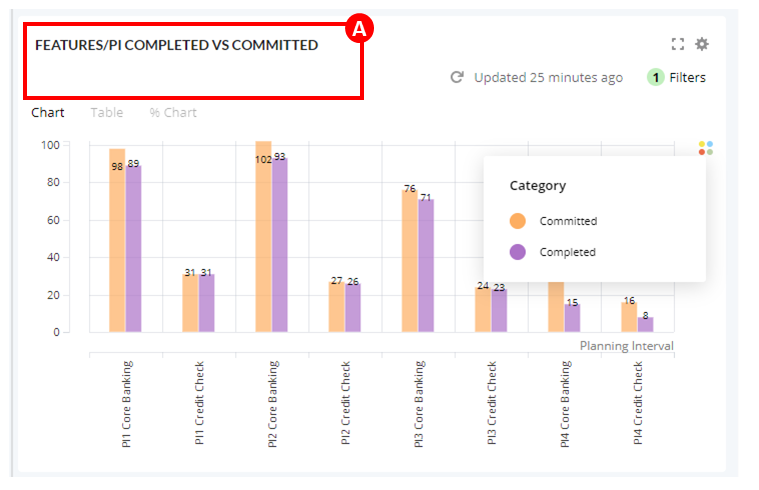 A
FEATURES/PI COMPLETED VS COMMITTED
Updated 25 minutes ago
1 Filters
Chart Table % Chart
100
80
60
40
20
0
98 89
31 31
102 93
27 26
76 71
24 23
15
16 8
Category
Committed
Completed
Planning Interval
PI1 Core Banking
PI1 Credit Check
PI2 Core Banking
PI2 Credit Check
PI3 Core Banking
PI3 Credit Check
PI4 Core Banking
PI4 Credit Check